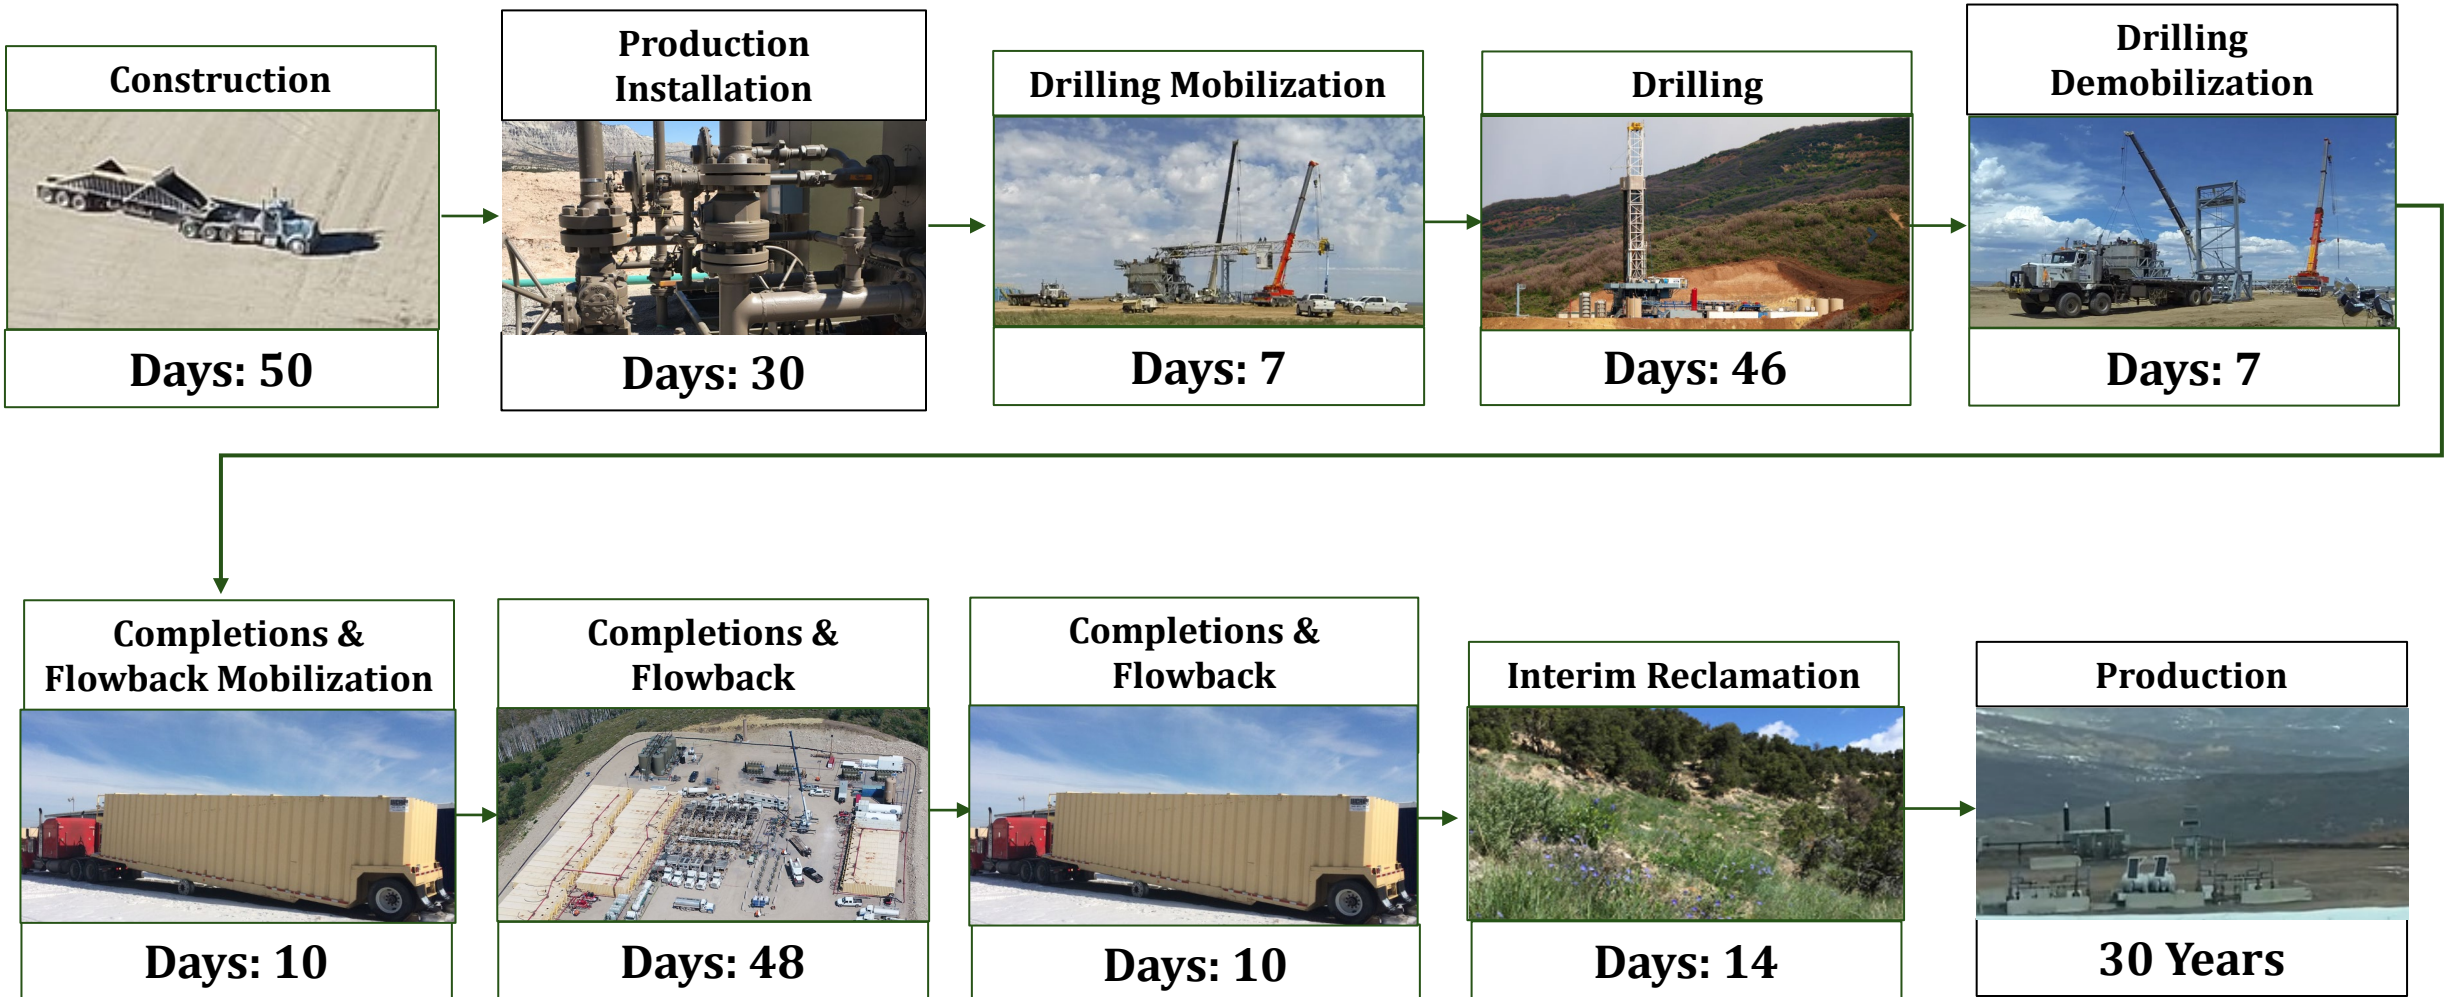 Construction
Days: 50
Production
Installation
Days: 30
Drilling Mobilization
Days: 7
Drilling
Days: 46
Drilling
Demobilization
Days: 7
Completions &
Flowback Mobilization
Days: 10
Completions &
Flowback
Days: 48
Completions &
Flowback
Days: 10
Interim Reclamation
Days: 14
Production
30 Years